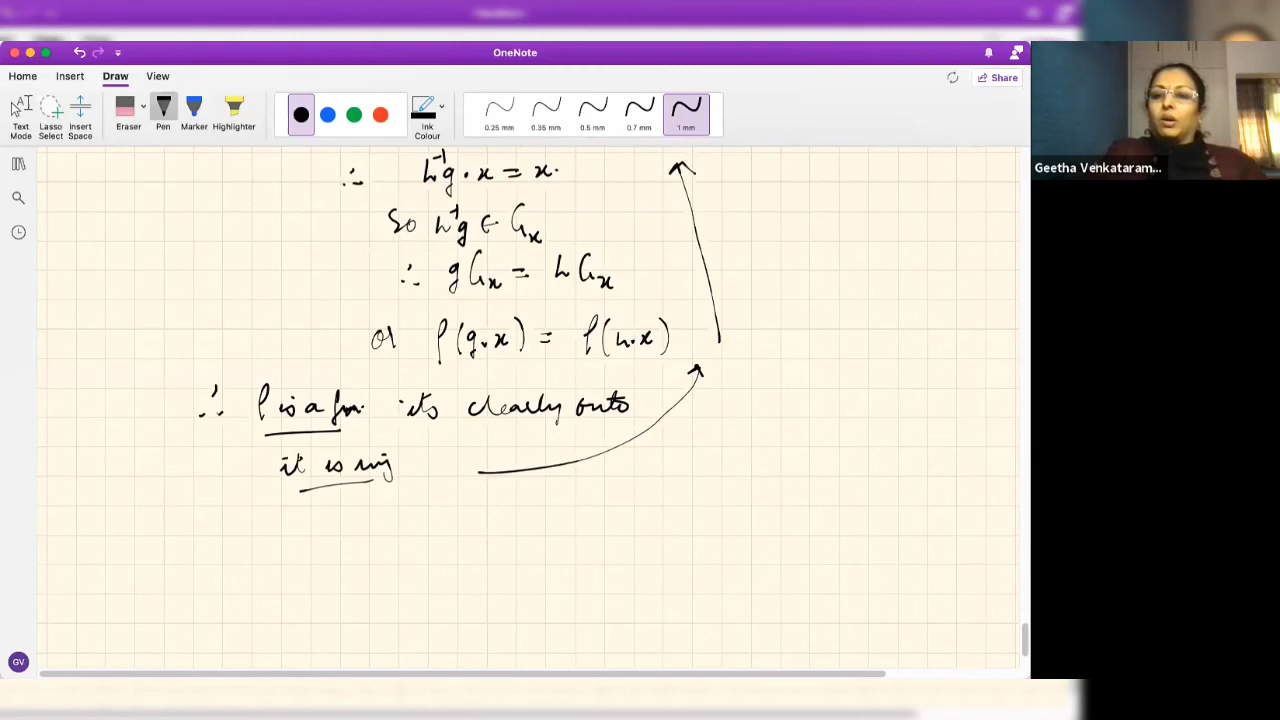 OneNote
Home Insert Draw View
Share
Text Mode
Lasso Select
Insert Space
Eraser
Pen
Marker
Highlighter
Ink Colour
0.25 mm
0.35 mm
0.5 mm
0.7 mm
1 mm
Geetha Venkataram...
∴ h⁻¹g · x = x.
So h⁻¹g ∈ Gₓ
∴ gGₓ = hGₓ
or f(g.x) = f(h.x)
∴ f is a fn. its clearly onto
it is inj
GV